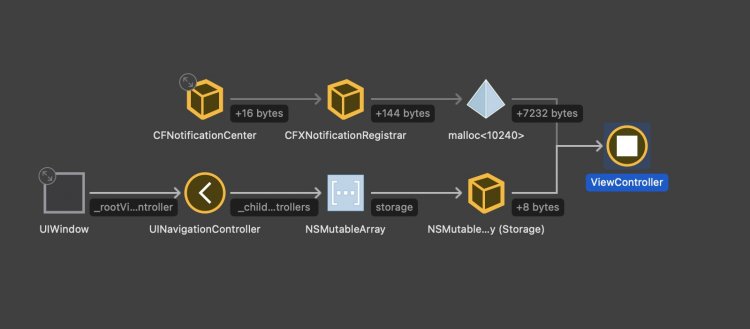 +16 bytes
+144 bytes
+7232 bytes
CFNotificationCenter
CFXNotificationRegistrar
malloc<10240>
ViewController
_rootVi...ntroller
_child...trollers
storage
+8 bytes
UIWindow
UINavigationController
NSMutableArray
NSMutable...y (Storage)